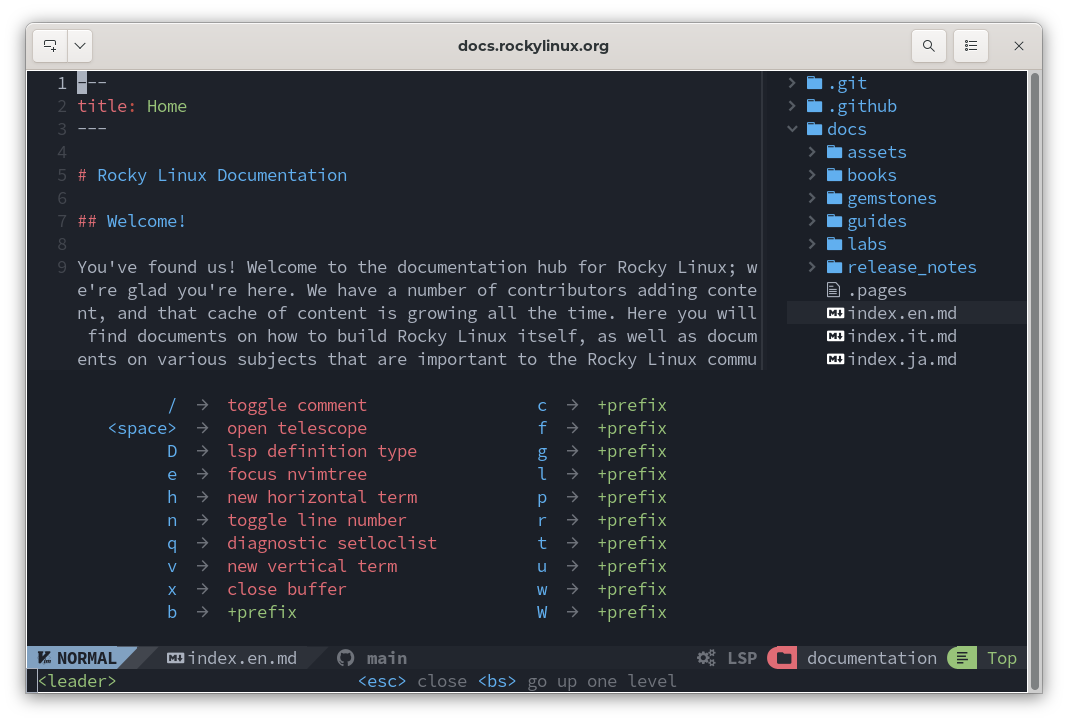 docs.rockylinux.org
1 ---
2 title: Home
3 ---
4
5 # Rocky Linux Documentation
6
7 ## Welcome!
8
9 You've found us! Welcome to the documentation hub for Rocky Linux; w
e're glad you're here. We have a number of contributors adding conte
nt, and that cache of content is growing all the time. Here you will
find documents on how to build Rocky Linux itself, as well as docum
ents on various subjects that are important to the Rocky Linux commu
.git
.github
docs
assets
books
gemstones
guides
labs
release_notes
.pages
index.en.md
index.it.md
index.ja.md
/ → toggle comment
<space> → open telescope
D → lsp definition type
e → focus nvimtree
h → new horizontal term
n → toggle line number
q → diagnostic setloclist
v → new vertical term
x → close buffer
b → +prefix
c → +prefix
f → +prefix
g → +prefix
l → +prefix
p → +prefix
r → +prefix
t → +prefix
u → +prefix
w → +prefix
W → +prefix
NORMAL index.en.md main LSP documentation Top
<leader> <esc> close <bs> go up one level